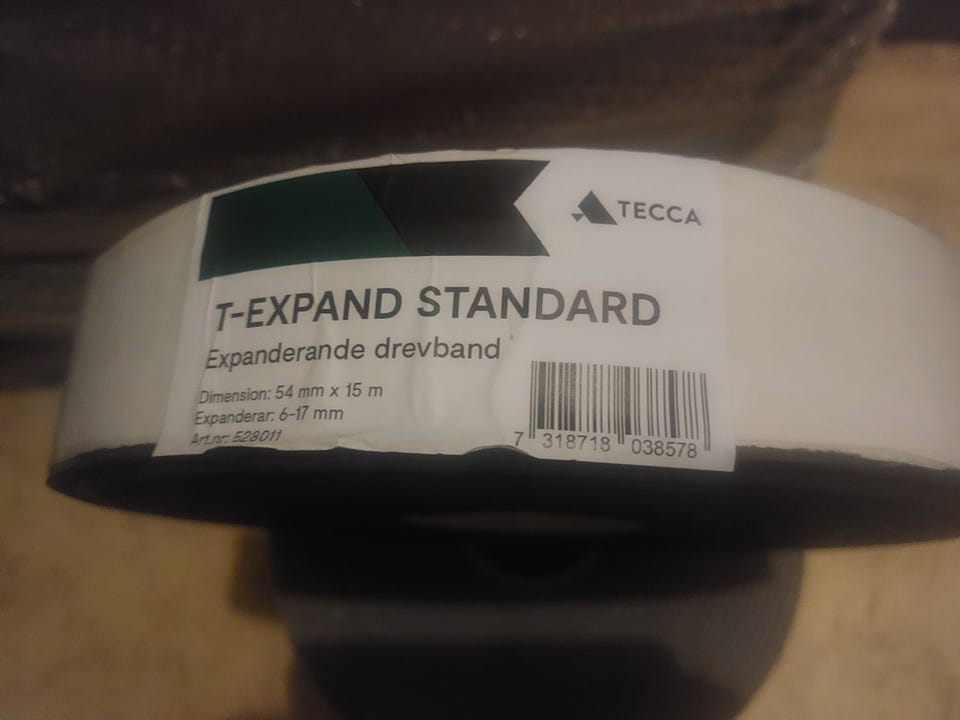 TECCA
T-EXPAND STANDARD
Expanderande drevband
Dimension: 54 mm x 15 m
Expanderar: 6-17 mm
Art.nr: 528011
7 318718 038578